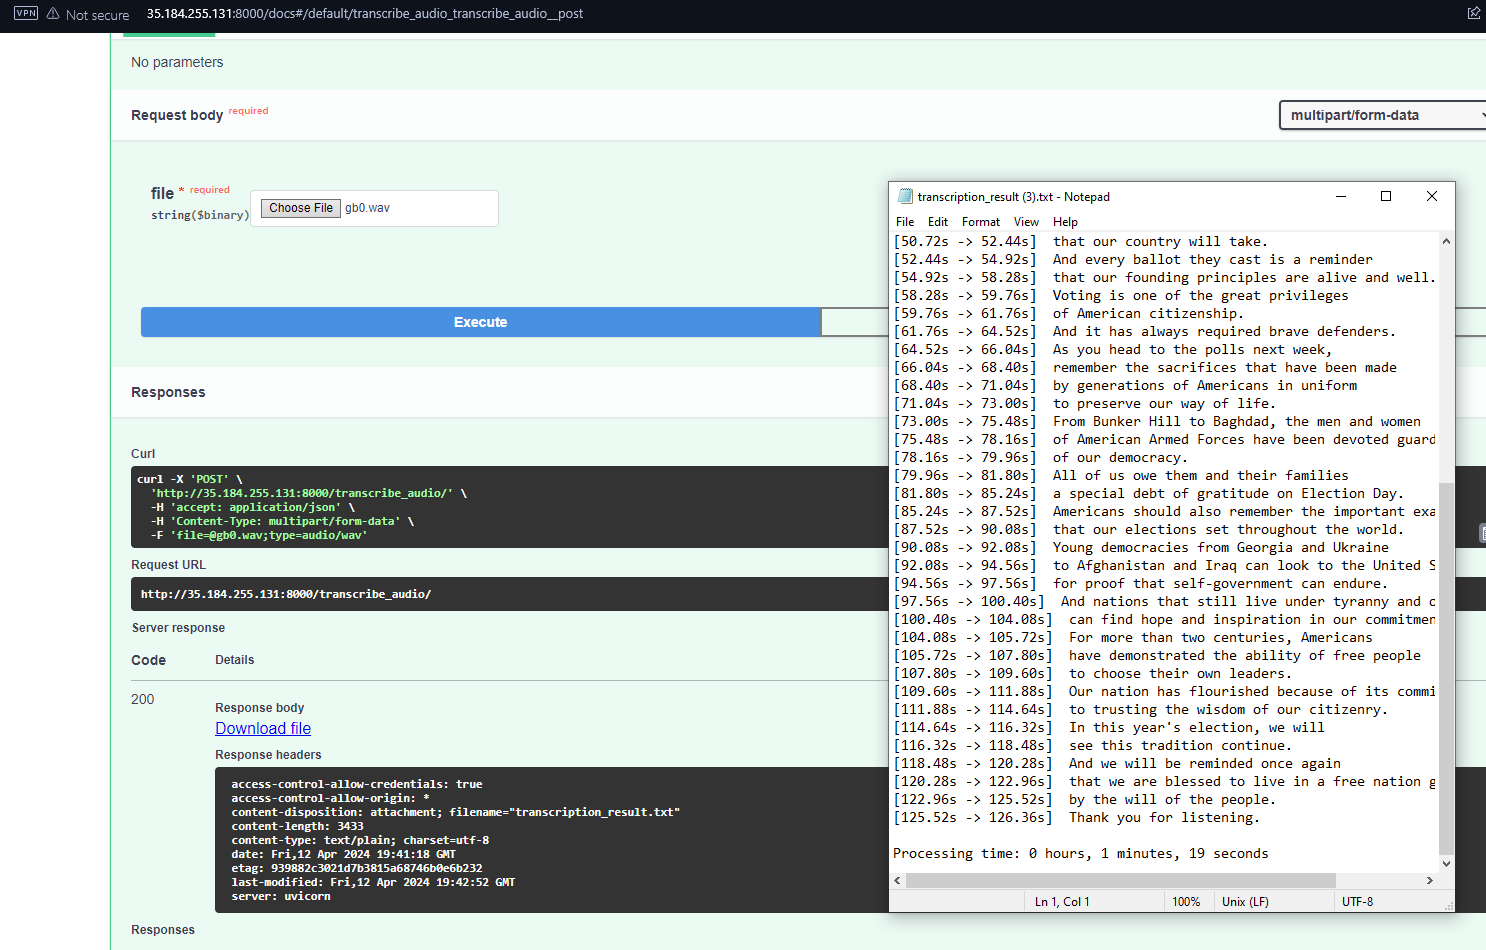 VPN Not secure 35.184.255.131:8000/docs#/default/transcribe_audio_transcribe_audio__post
No parameters
Request body required
multipart/form-data
file * required
string($binary)
Choose File gb0.wav
Execute
Responses
Curl
curl -X 'POST' \
'http://35.184.255.131:8000/transcribe_audio/' \
-H 'accept: application/json' \
-H 'Content-Type: multipart/form-data' \
-F 'file=@gb0.wav;type=audio/wav'
Request URL
http://35.184.255.131:8000/transcribe_audio/
Server response
Code Details
200
Response body
Download file
Response headers
access-control-allow-credentials: true
access-control-allow-origin: *
content-disposition: attachment; filename="transcription_result.txt"
content-length: 3433
content-type: text/plain; charset=utf-8
date: Fri,12 Apr 2024 19:41:18 GMT
etag: 939882c3021d7b3815a68746b0e6b232
last-modified: Fri,12 Apr 2024 19:42:52 GMT
server: uvicorn
Responses
transcription_result (3).txt - Notepad
File Edit Format View Help
[50.72s -> 52.44s] that our country will take.
[52.44s -> 54.92s] And every ballot they cast is a reminder
[54.92s -> 58.28s] that our founding principles are alive and well.
[58.28s -> 59.76s] Voting is one of the great privileges
[59.76s -> 61.76s] of American citizenship.
[61.76s -> 64.52s] And it has always required brave defenders.
[64.52s -> 66.04s] As you head to the polls next week,
[66.04s -> 68.40s] remember the sacrifices that have been made
[68.40s -> 71.04s] by generations of Americans in uniform
[71.04s -> 73.00s] to preserve our way of life.
[73.00s -> 75.48s] From Bunker Hill to Baghdad, the men and women
[75.48s -> 78.16s] of American Armed Forces have been devoted guard
[78.16s -> 79.96s] of our democracy.
[79.96s -> 81.80s] All of us owe them and their families
[81.80s -> 85.24s] a special debt of gratitude on Election Day.
[85.24s -> 87.52s] Americans should also remember the important exa
[87.52s -> 90.08s] that our elections set throughout the world.
[90.08s -> 92.08s] Young democracies from Georgia and Ukraine
[92.08s -> 94.56s] to Afghanistan and Iraq can look to the United S
[94.56s -> 97.56s] for proof that self-government can endure.
[97.56s -> 100.40s] And nations that still live under tyranny and o
[100.40s -> 104.08s] can find hope and inspiration in our commitmen
[104.08s -> 105.72s] For more than two centuries, Americans
[105.72s -> 107.80s] have demonstrated the ability of free people
[107.80s -> 109.60s] to choose their own leaders.
[109.60s -> 111.88s] Our nation has flourished because of its commi
[111.88s -> 114.64s] to trusting the wisdom of our citizenry.
[114.64s -> 116.32s] In this year's election, we will
[116.32s -> 118.48s] see this tradition continue.
[118.48s -> 120.28s] And we will be reminded once again
[120.28s -> 122.96s] that we are blessed to live in a free nation g
[122.96s -> 125.52s] by the will of the people.
[125.52s -> 126.36s] Thank you for listening.
Processing time: 0 hours, 1 minutes, 19 seconds
Ln 1, Col 1 100% Unix (LF) UTF-8